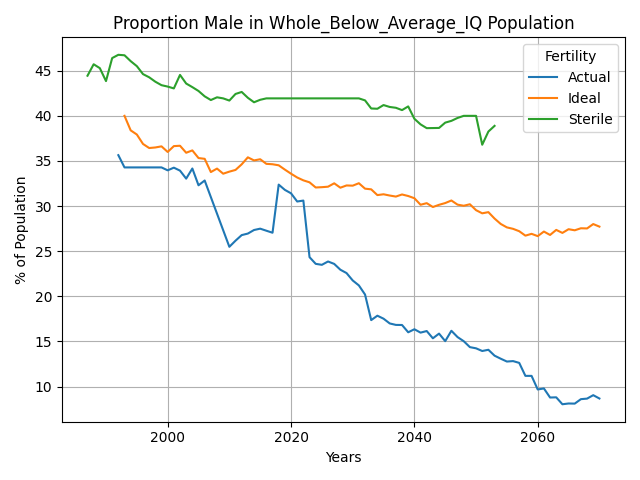 Proportion Male in Whole_Below_Average_IQ Population
Fertility
Actual
Ideal
Sterile
% of Population
45
40
35
30
25
20
15
10
2000
2020
2040
2060
Years